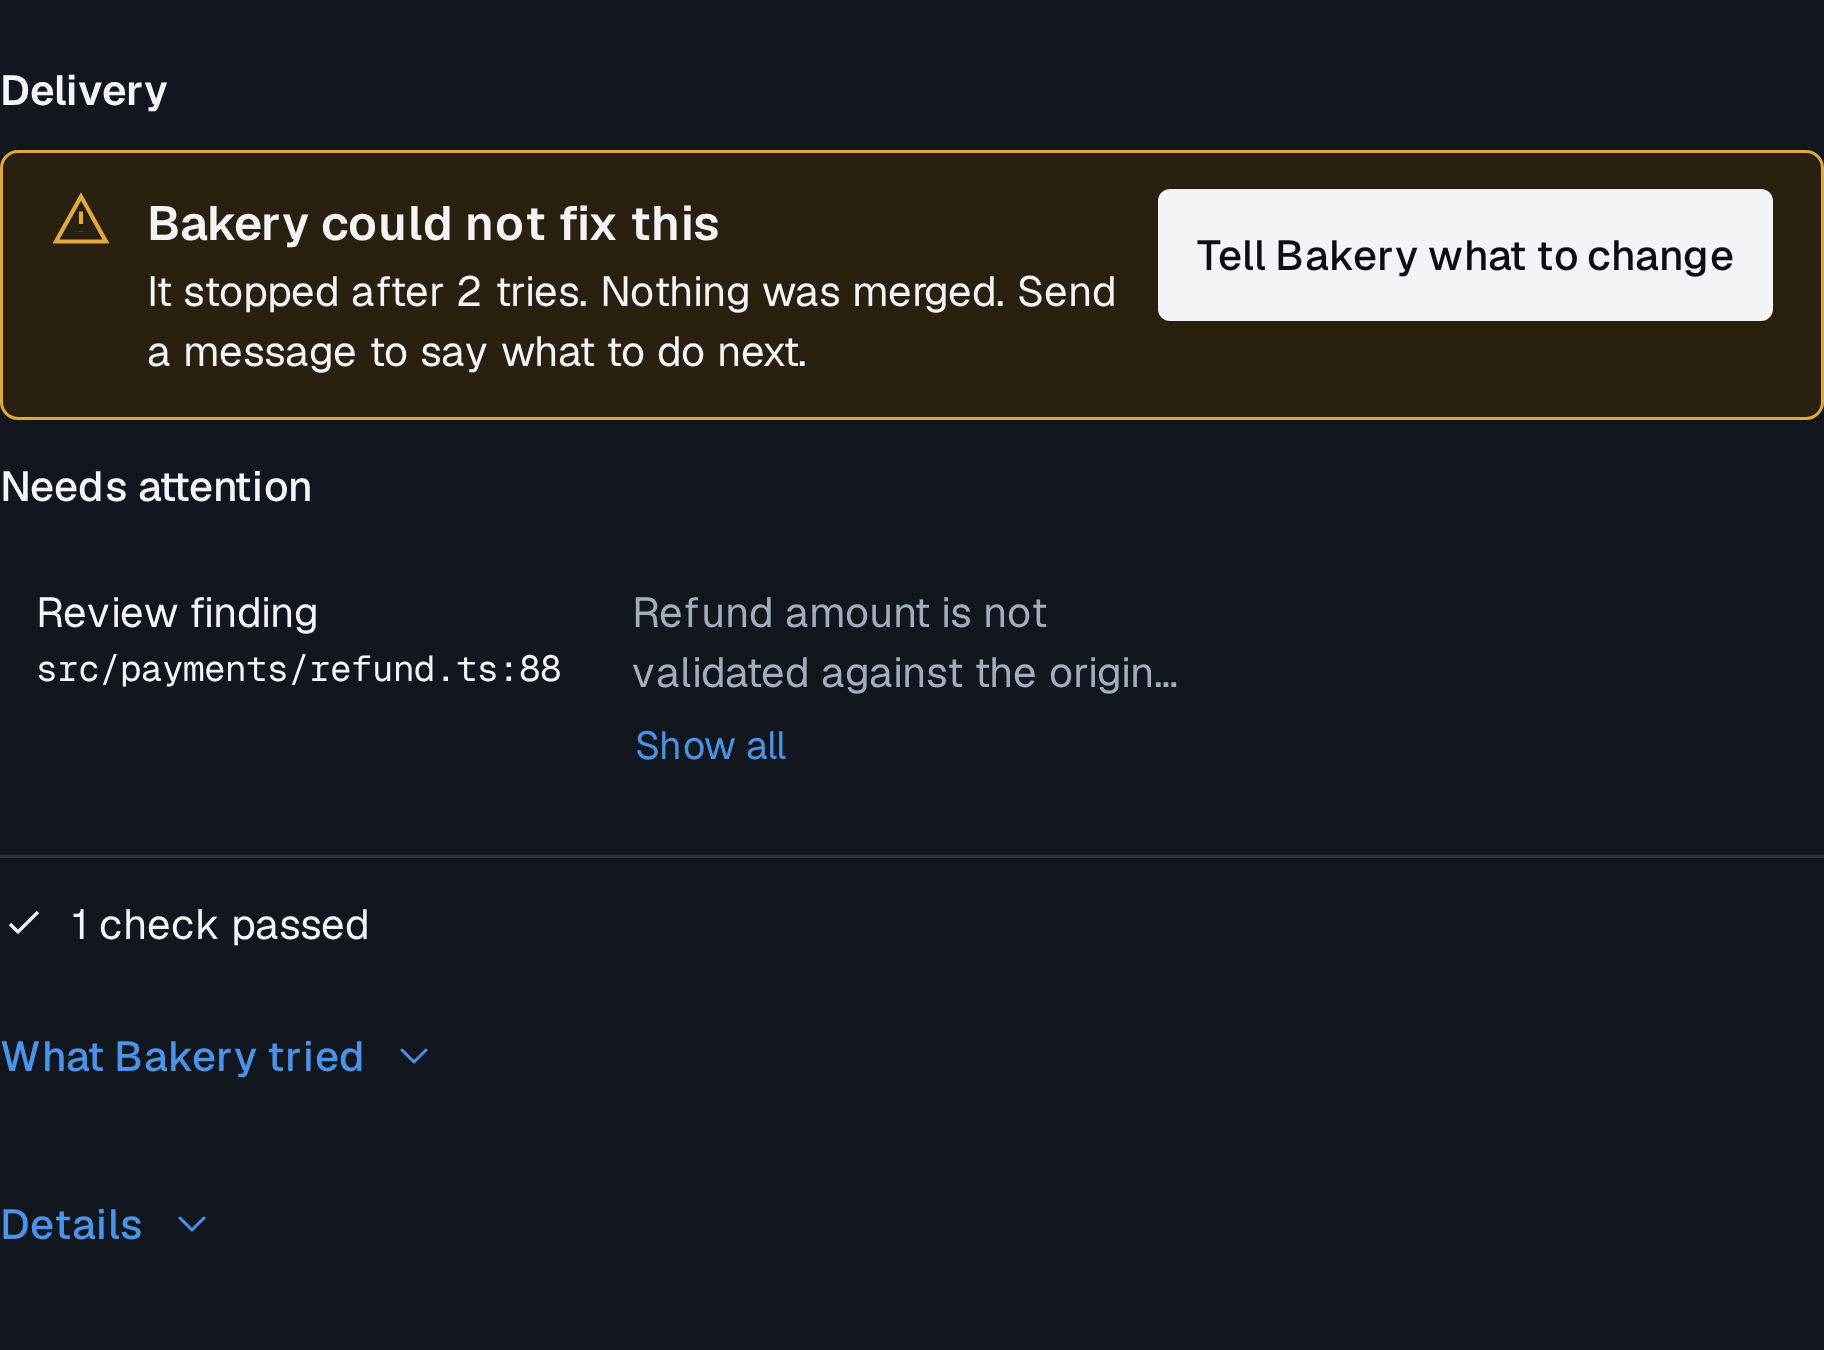 Delivery
Bakery could not fix this
It stopped after 2 tries. Nothing was merged. Send
a message to say what to do next.
Tell Bakery what to change
Needs attention
Review finding
src/payments/refund.ts:88
Refund amount is not
validated against the origin…
Show all
1 check passed
What Bakery tried
Details